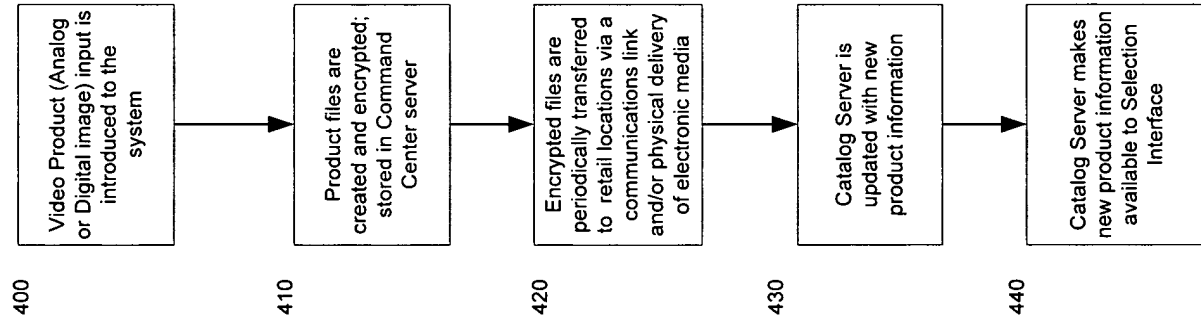 400
Video Product (Analog
or Digital image) input is
introduced to the
system
410
Product files are
created and encrypted;
stored in Command
Center server
420
Encrypted files are
periodically transferred
to retail locations via a
communications link
and/or physical delivery
of electronic media
430
Catalog Server is
updated with new
product information
440
Catalog Server makes
new product information
available to Selection
Interface